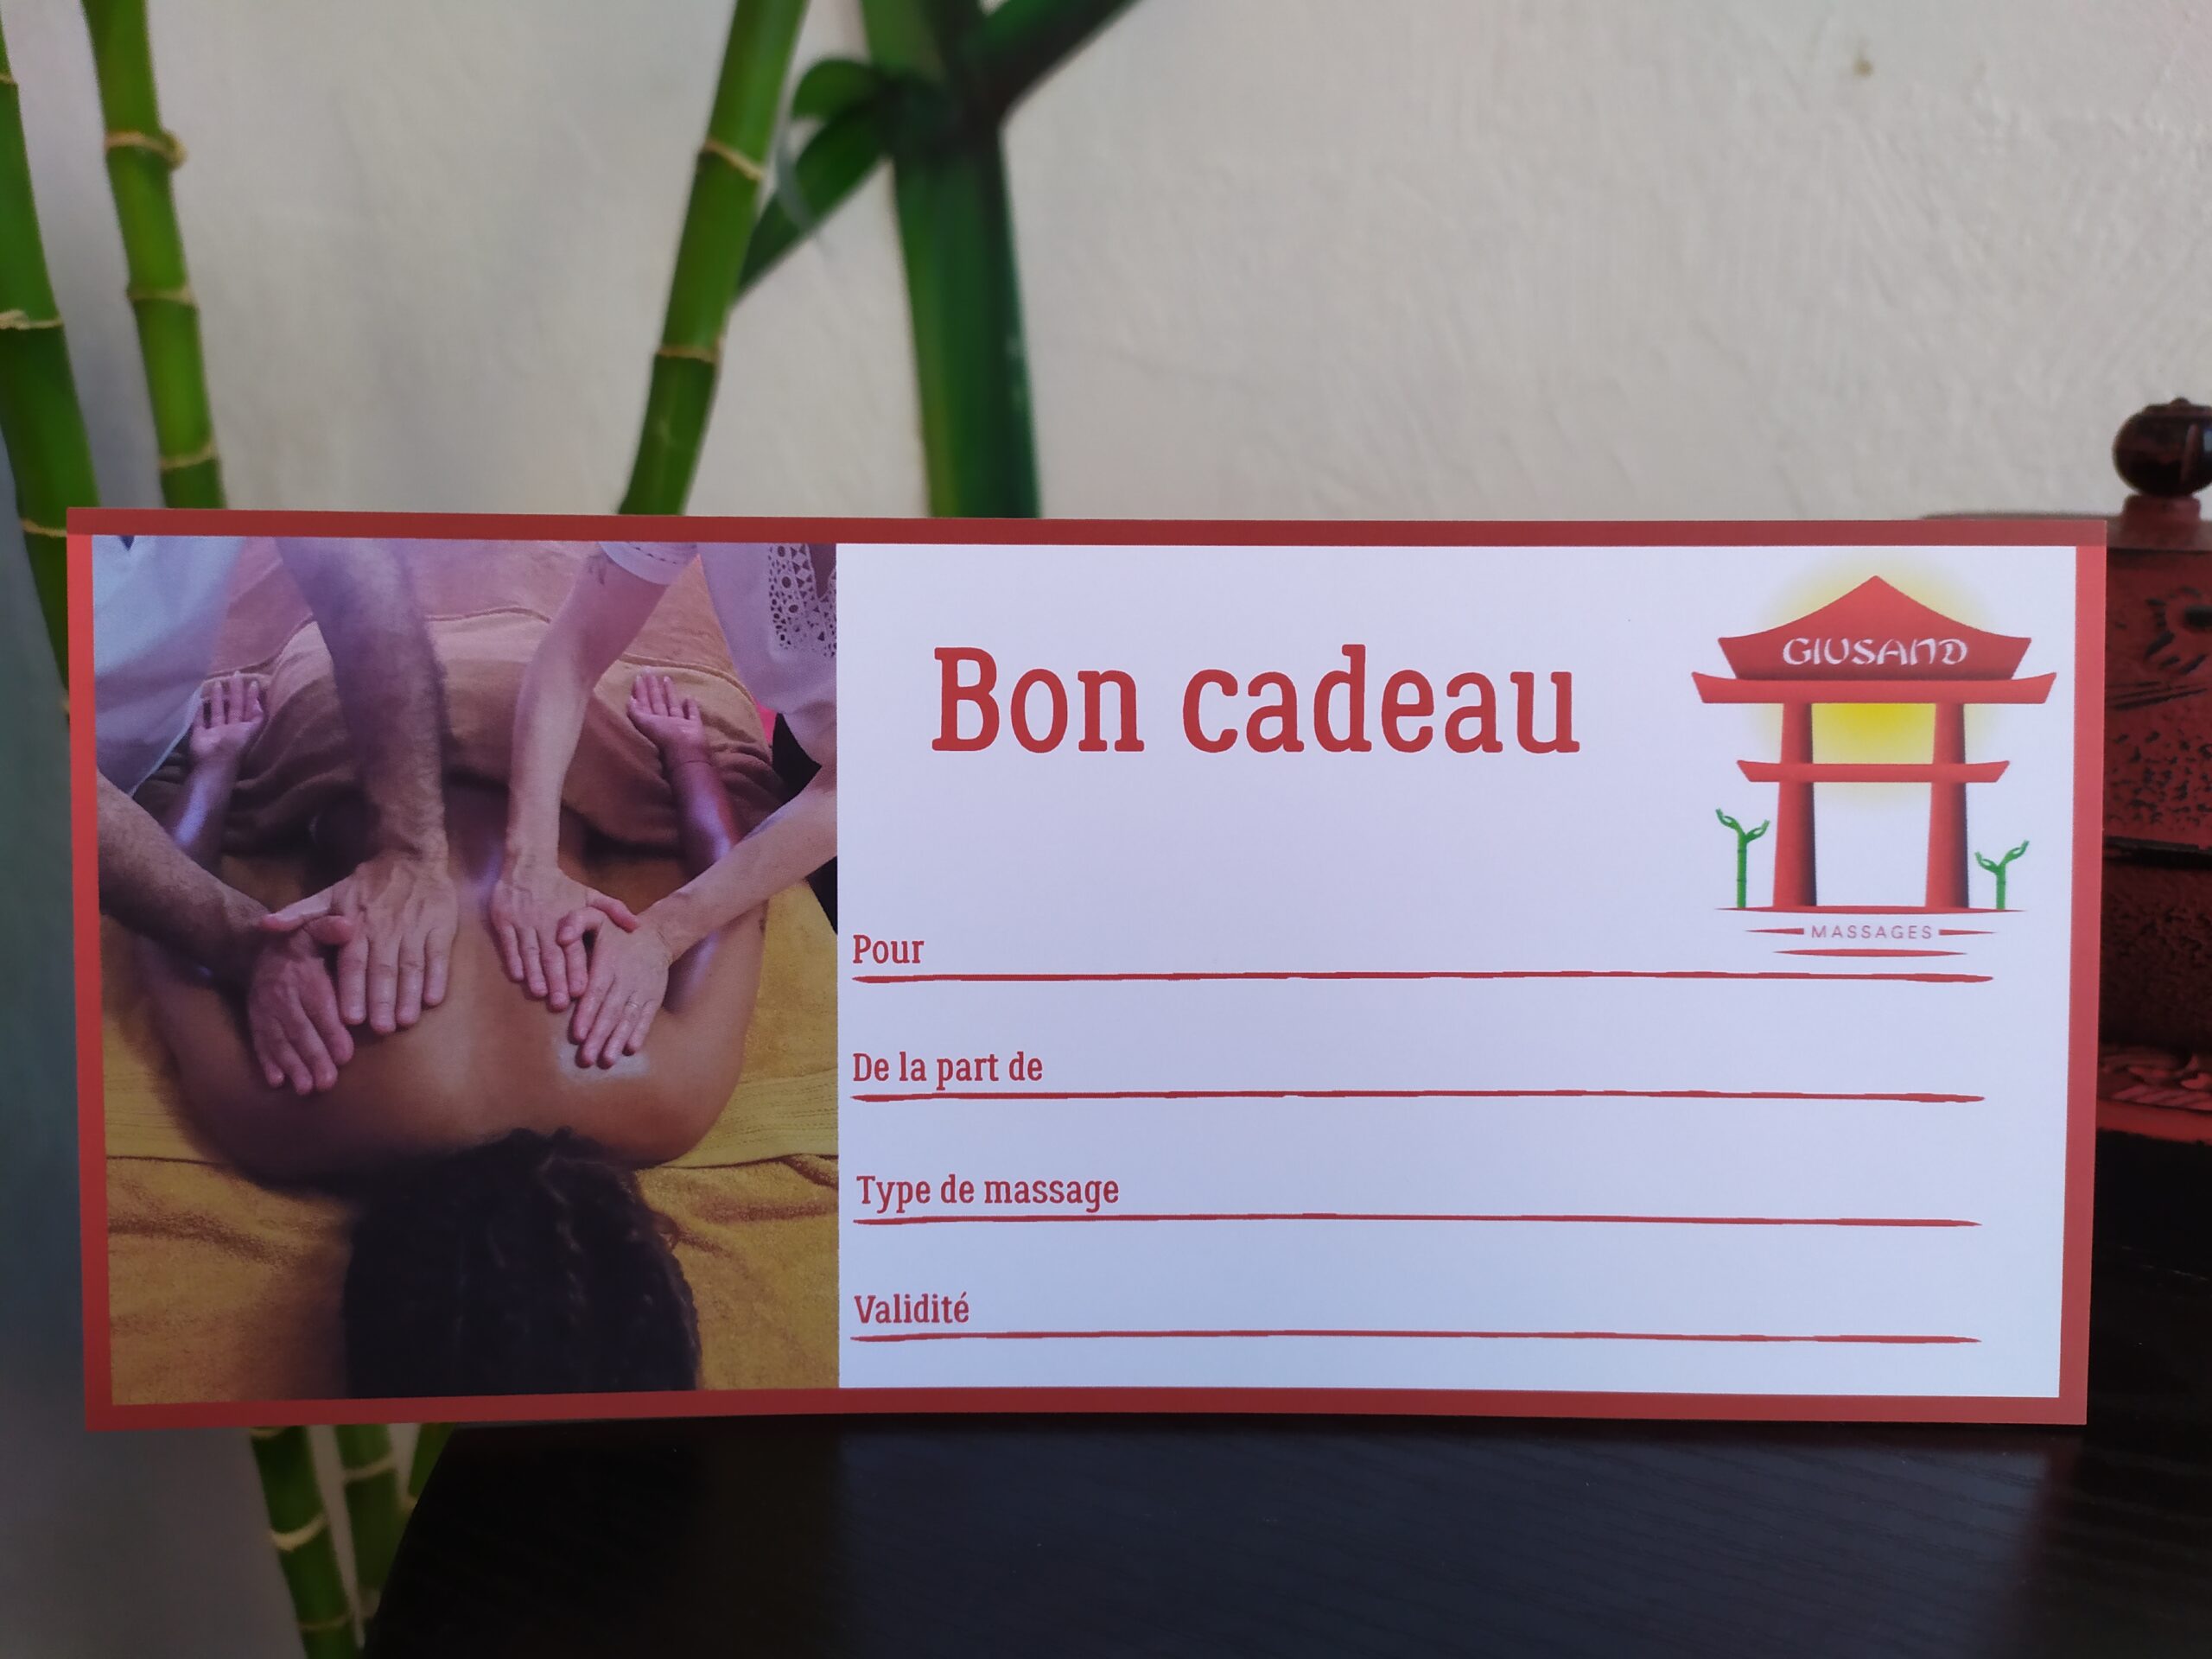 Bon cadeau
GIUSAND
MASSAGES
Pour
De la part de
Type de massage
Validité